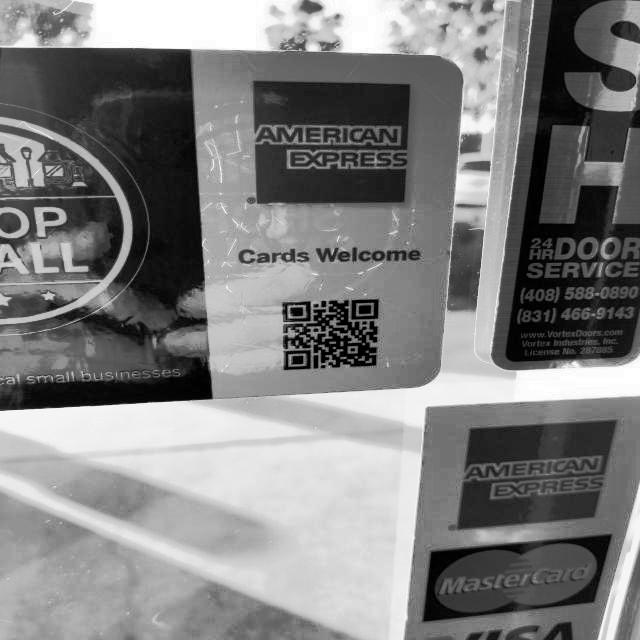 OP
ALL
cal small businesses
AMERICAN
EXPRESS
Cards Welcome
S
H
24
HR DOOR
SERVICE
(408) 588-0890
(831) 466-9143
www.VortexDoors.com
Vortex Industries, Inc.
License No. 287885
AMERICAN
EXPRESS
MasterCard
VISA